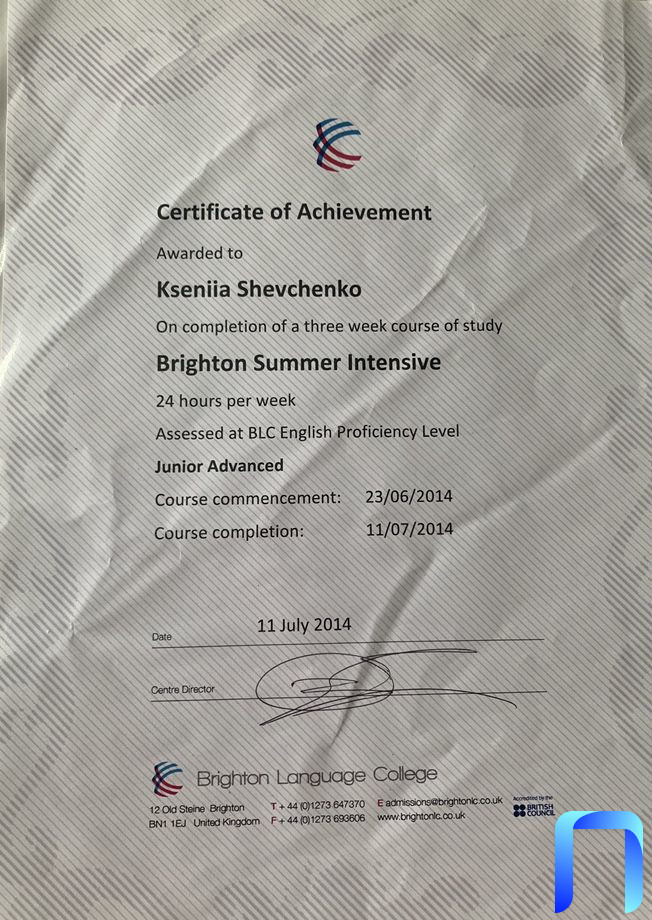 Certificate of Achievement
Awarded to
Kseniia Shevchenko
On completion of a three week course of study
Brighton Summer Intensive
24 hours per week
Assessed at BLC English Proficiency Level
Junior Advanced
Course commencement: 23/06/2014
Course completion: 11/07/2014
Date 11 July 2014
Centre Director
Brighton Language College
12 Old Steine Brighton T + 44 (0)1273 647370 E admissions@brightonlc.co.uk
BN1 1EJ United Kingdom F + 44 (0)1273 693606 www.brightonlc.co.uk
Accredited by the
BRITISH
COUNCIL